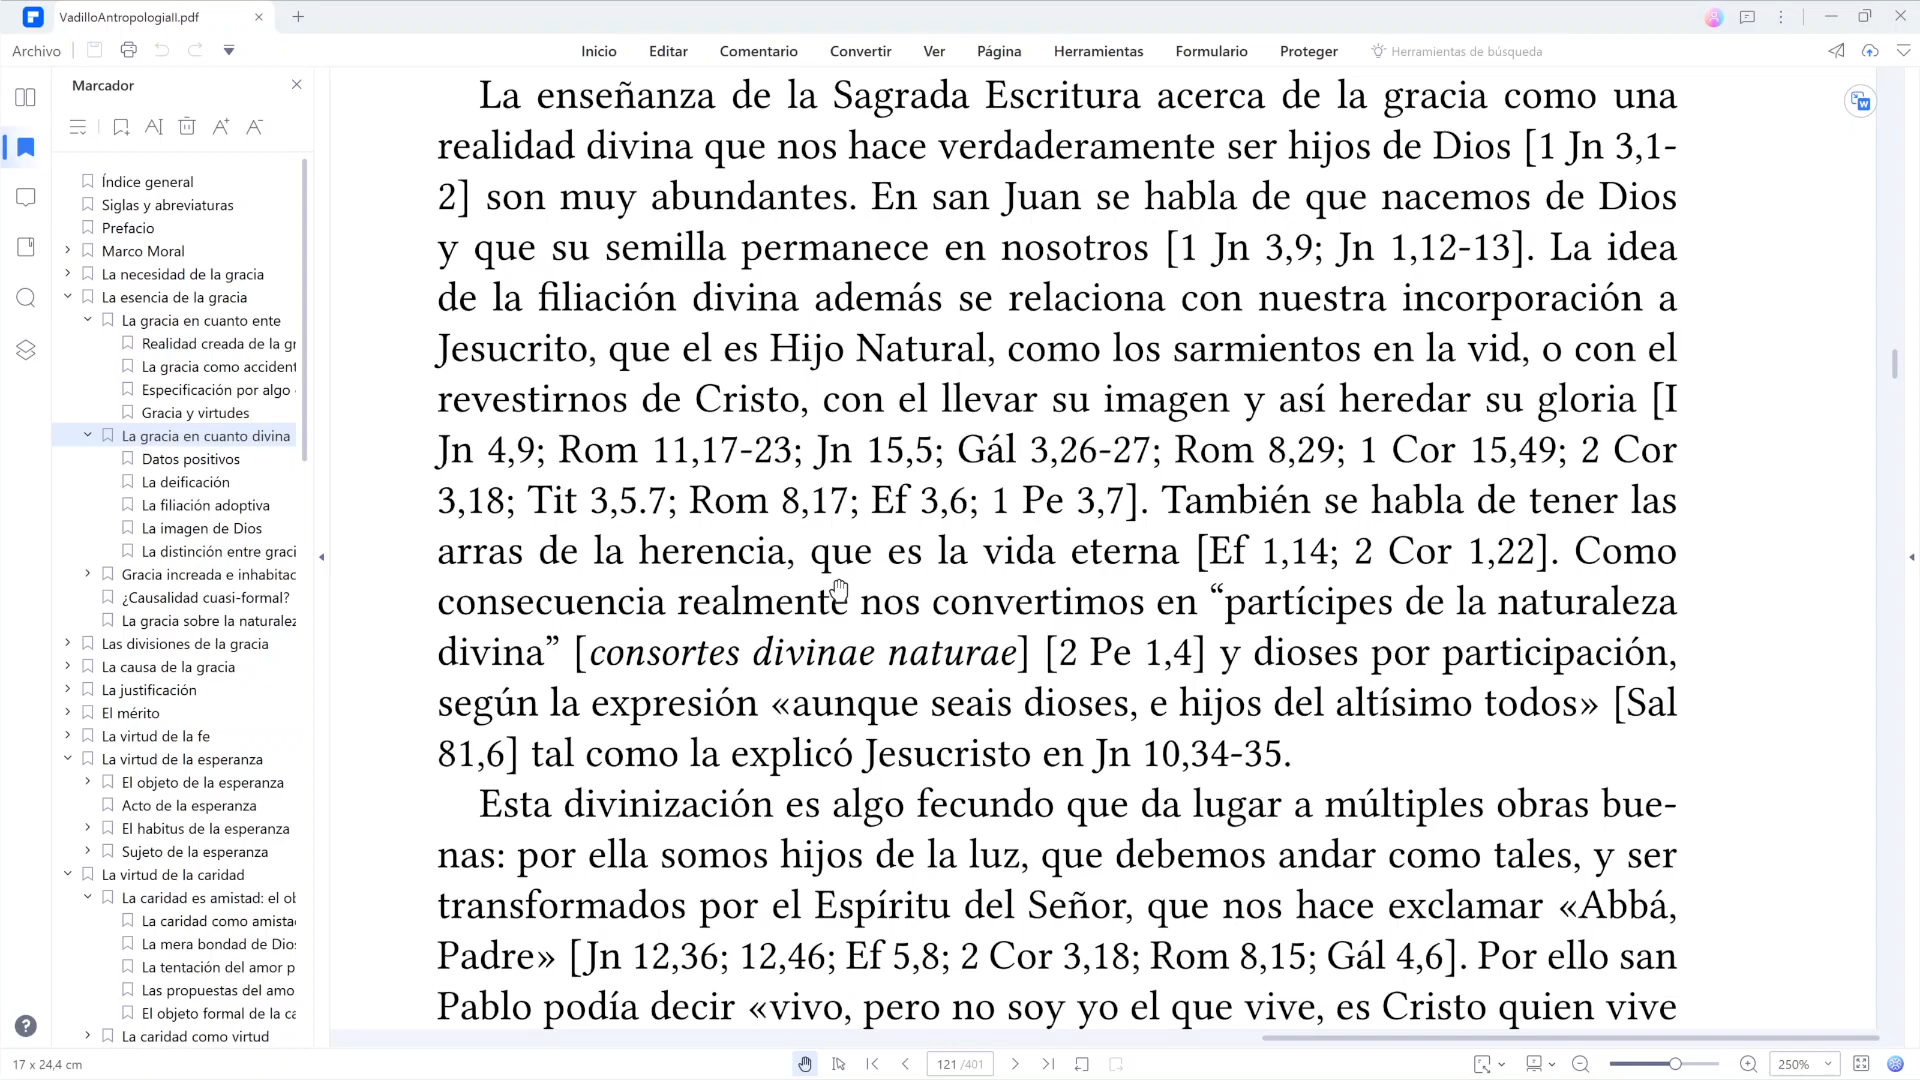 VadilloAntropologiaII.pdf
Archivo
Inicio Editar Comentario Convertir Ver Página Herramientas Formulario Proteger Herramientas de búsqueda
Marcador
Índice general
Siglas y abreviaturas
Prefacio
Marco Moral
La necesidad de la gracia
La esencia de la gracia
La gracia en cuanto ente
Realidad creada de la gr
La gracia como accident
Especificación por algo
Gracia y virtudes
La gracia en cuanto divina
Datos positivos
La deificación
La filiación adoptiva
La imagen de Dios
La distinción entre graci
Gracia increada e inhabitac
¿Causalidad cuasi-formal?
La gracia sobre la naturalez
Las divisiones de la gracia
La causa de la gracia
La justificación
El mérito
La virtud de la fe
La virtud de la esperanza
El objeto de la esperanza
Acto de la esperanza
El habitus de la esperanza
Sujeto de la esperanza
La virtud de la caridad
La caridad es amistad: el ob
La caridad como amista
La mera bondad de Dio
La tentación del amor p
Las propuestas del amo
El objeto formal de la ca
La caridad como virtud
La enseñanza de la Sagrada Escritura acerca de la gracia como una
realidad divina que nos hace verdaderamente ser hijos de Dios [1 Jn 3,1-
2] son muy abundantes. En san Juan se habla de que nacemos de Dios
y que su semilla permanece en nosotros [1 Jn 3,9; Jn 1,12-13]. La idea
de la filiación divina además se relaciona con nuestra incorporación a
Jesucrito, que el es Hijo Natural, como los sarmientos en la vid, o con el
revestirnos de Cristo, con el llevar su imagen y así heredar su gloria [I
Jn 4,9; Rom 11,17-23; Jn 15,5; Gál 3,26-27; Rom 8,29; 1 Cor 15,49; 2 Cor
3,18; Tit 3,5.7; Rom 8,17; Ef 3,6; 1 Pe 3,7]. También se habla de tener las
arras de la herencia, que es la vida eterna [Ef 1,14; 2 Cor 1,22]. Como
consecuencia realmente nos convertimos en “partícipes de la naturaleza
divina” [consortes divinae naturae] [2 Pe 1,4] y dioses por participación,
según la expresión «aunque seais dioses, e hijos del altísimo todos» [Sal
81,6] tal como la explicó Jesucristo en Jn 10,34-35.
Esta divinización es algo fecundo que da lugar a múltiples obras bue-
nas: por ella somos hijos de la luz, que debemos andar como tales, y ser
transformados por el Espíritu del Señor, que nos hace exclamar «Abbá,
Padre» [Jn 12,36; 12,46; Ef 5,8; 2 Cor 3,18; Rom 8,15; Gál 4,6]. Por ello san
Pablo podía decir «vivo, pero no soy yo el que vive, es Cristo quien vive
17 x 24,4 cm
121 /401
250%